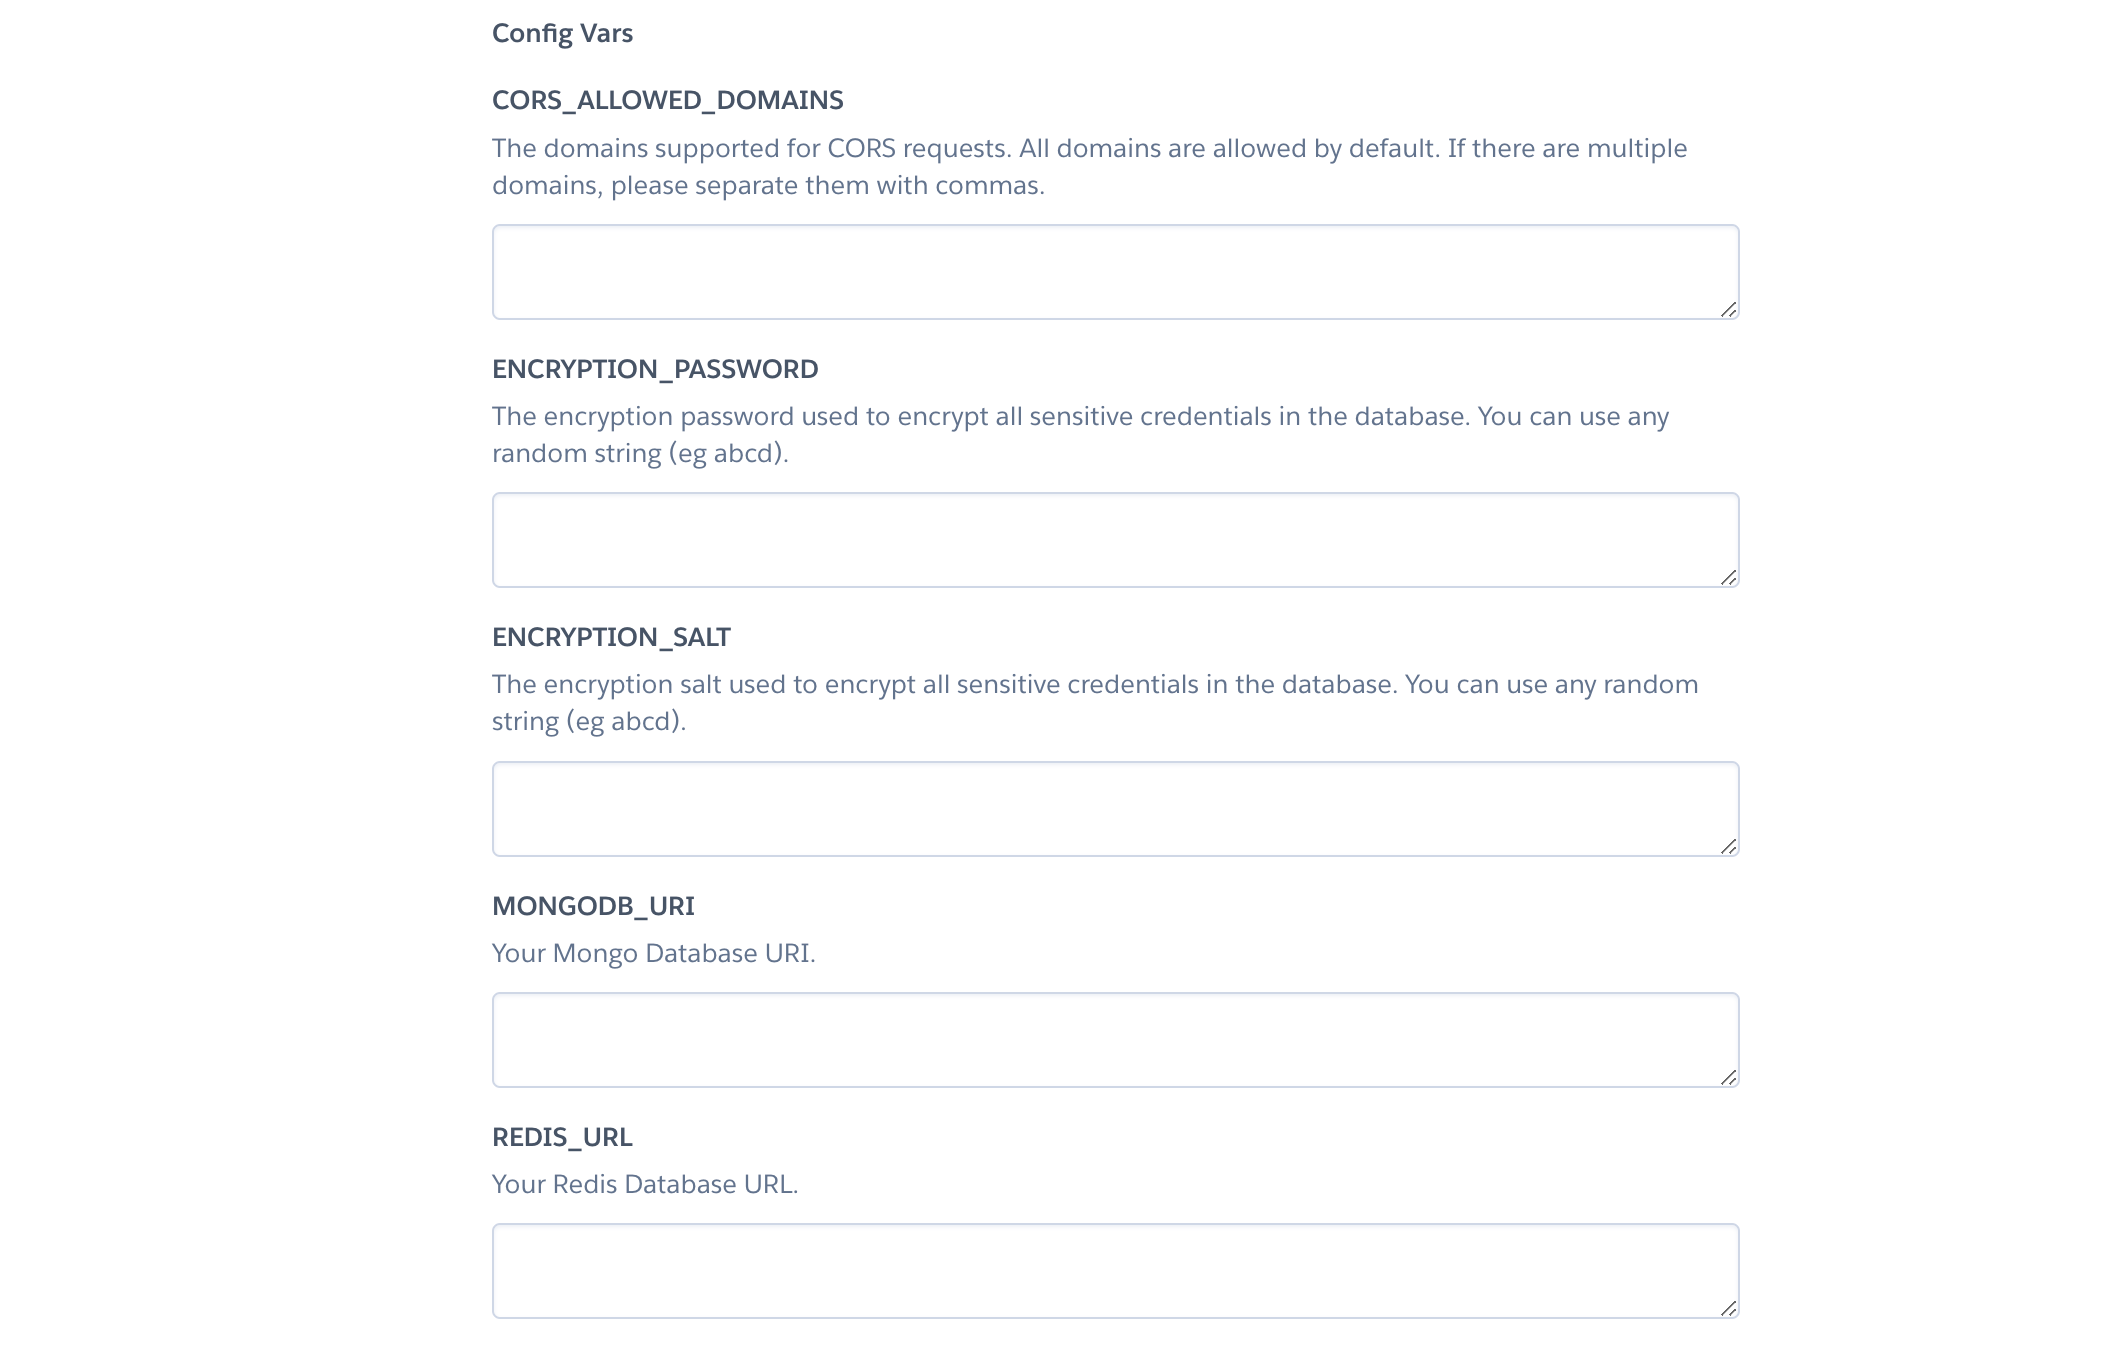 Config Vars
CORS_ALLOWED_DOMAINS
The domains supported for CORS requests. All domains are allowed by default. If there are multiple
domains, please separate them with commas.
ENCRYPTION_PASSWORD
The encryption password used to encrypt all sensitive credentials in the database. You can use any
random string (eg abcd).
ENCRYPTION_SALT
The encryption salt used to encrypt all sensitive credentials in the database. You can use any random
string (eg abcd).
MONGODB_URI
Your Mongo Database URI.
REDIS_URL
Your Redis Database URL.